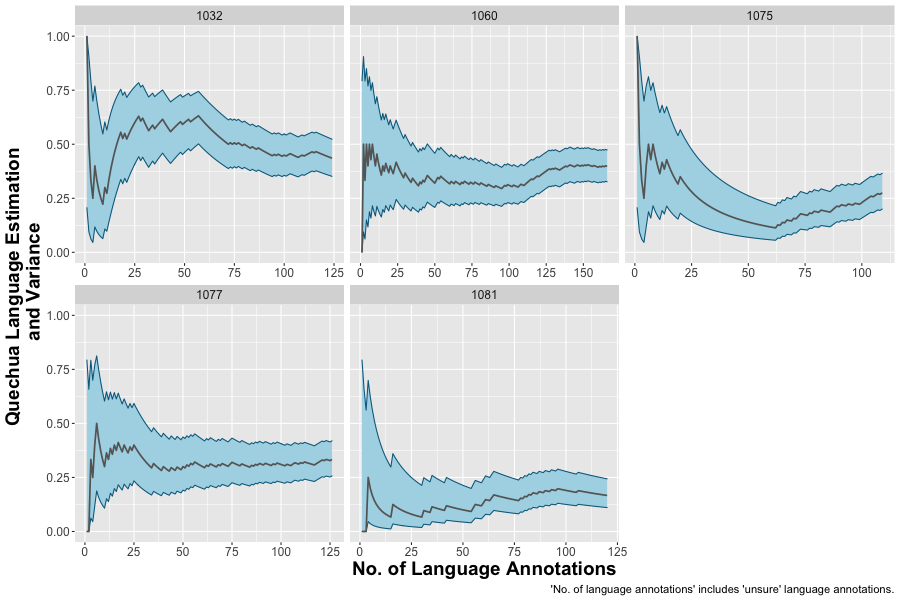 1032 1060 1075
1.00
0.75
0.50
0.25
0.00
0 25 50 75 100 125 0 25 50 75 100 125 150 0 25 50 75 100
1077 1081
1.00
0.75
0.50
0.25
0.00
0 25 50 75 100 125 0 25 50 75 100 125
Quechua Language Estimation
and Variance
No. of Language Annotations
'No. of language annotations' includes 'unsure' language annotations.